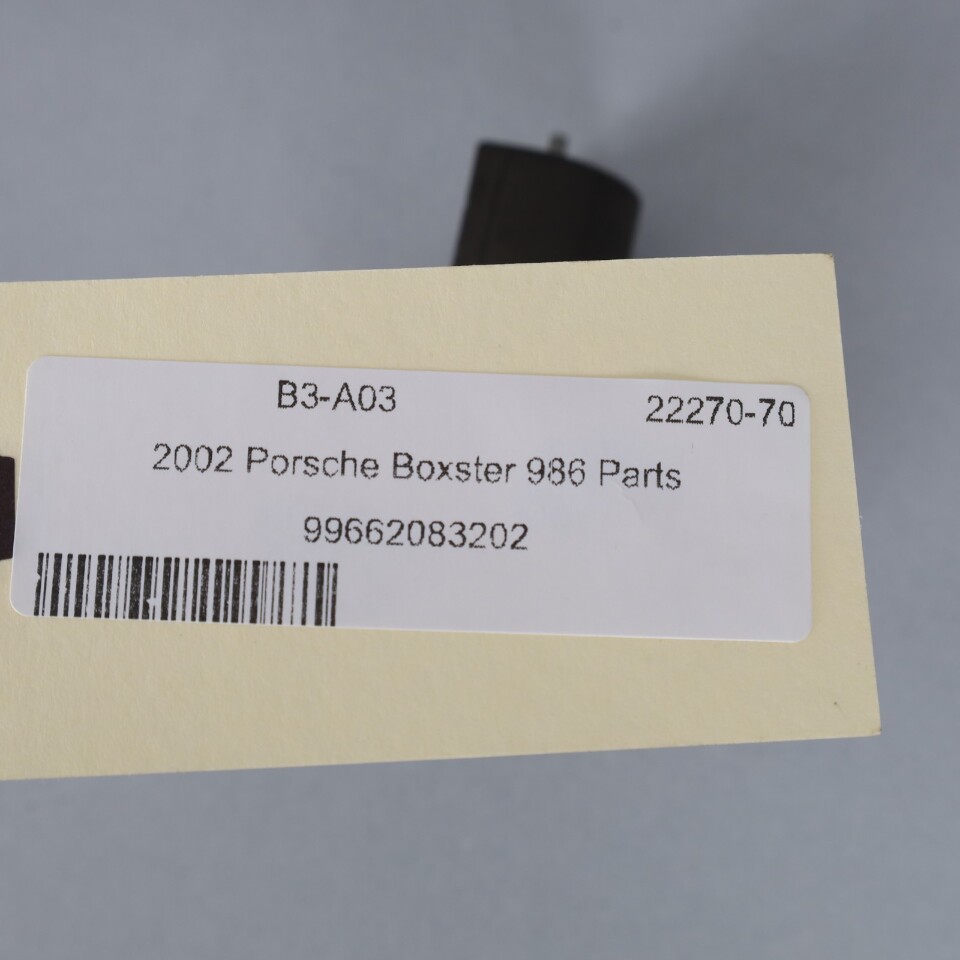 B3-A03 22270-70
2002 Porsche Boxster 986 Parts
99662083202